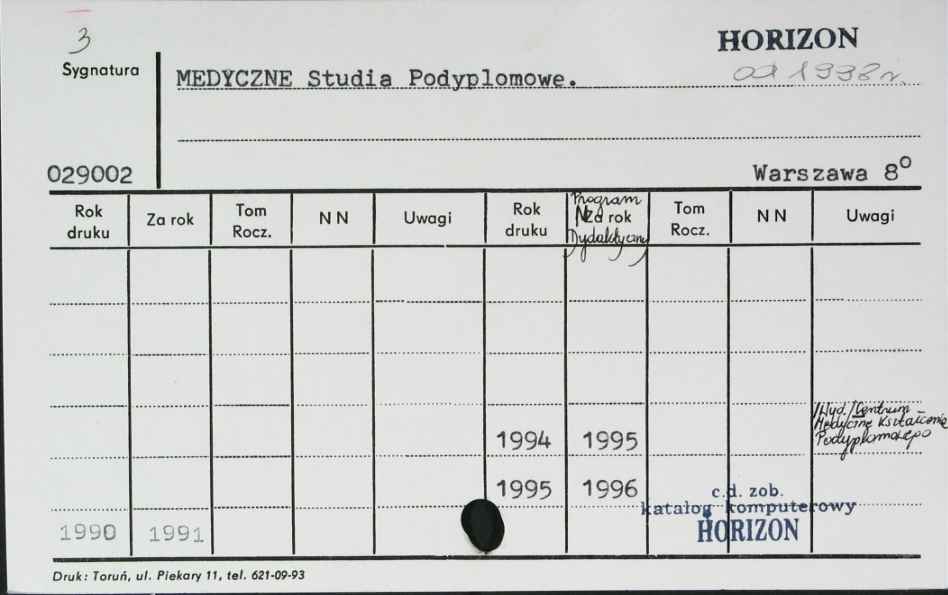 3
HORIZON
Sygnatura
MEDYCZNE Studia Podyplomowe.
od 1998 r.
029002
Warszawa 8º
Rok druku
Za rok
Tom Rocz.
N N
Uwagi
Rok druku
Program
Za rok
Dydaktyczny
Tom Rocz.
N N
Uwagi
/Wyd./Centrum
Medyczne Kształcenia
Podyplomowego
1994 1995
1995 1996
c.d. zob.
katalog komputerowy
HORIZON
1990 1991
Druk: Toruń, ul. Piekary 11, tel. 621-09-93